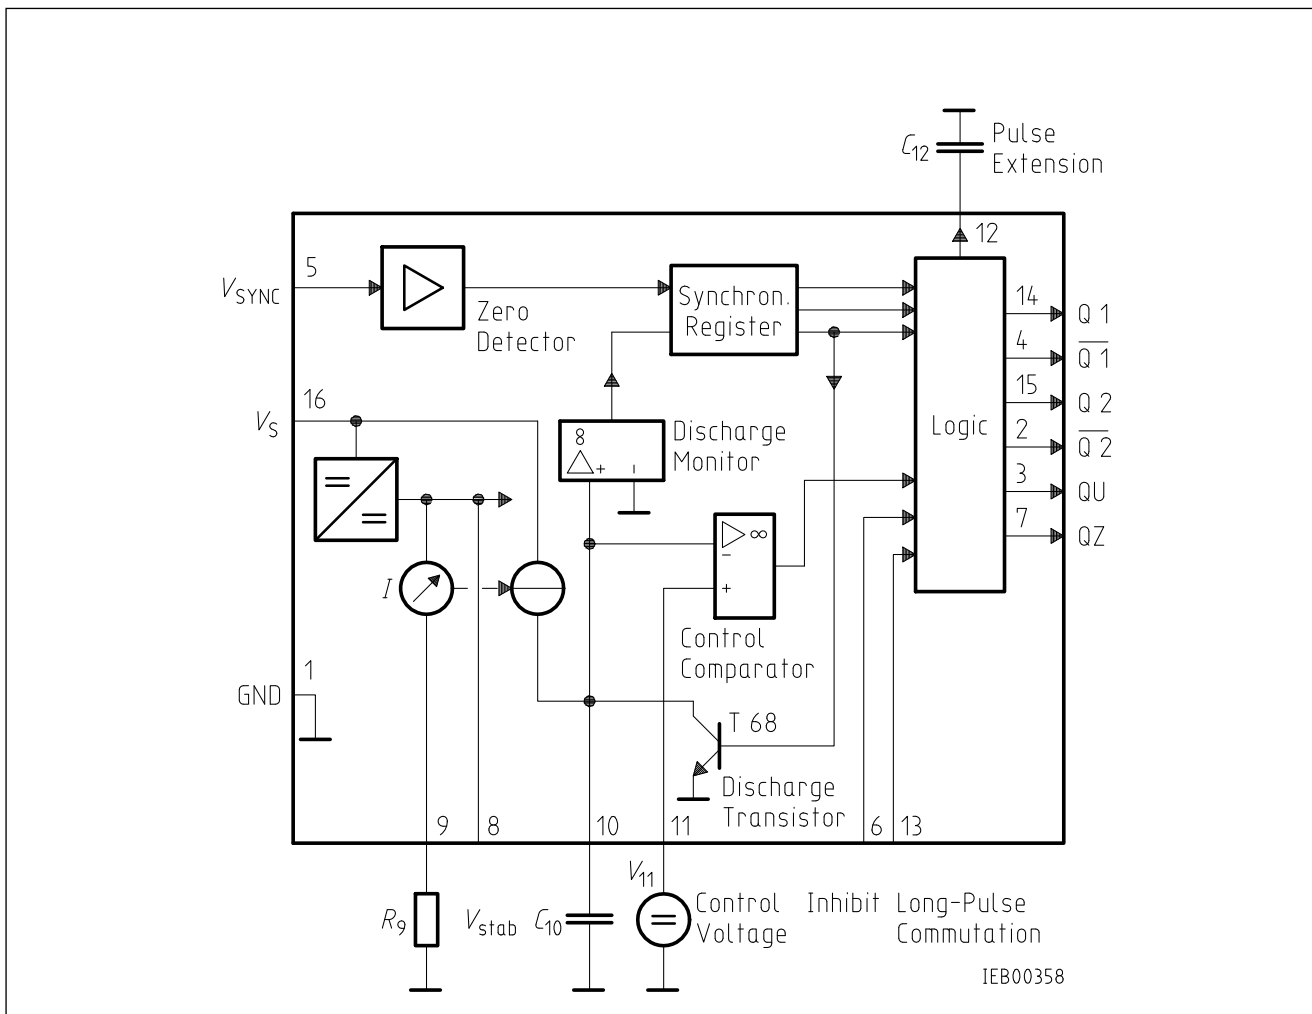 C12
Pulse
Extension
12
5
VSYNC
Zero
Detector
Synchron.
Register
14
Q 1
4
Q̅ ̅1̅
15
Q 2
2
Q̅ ̅2̅
3
QU
7
QZ
Logic
16
VS
8
+ -
Discharge
Monitor
=
=
∞
-
+
Control
Comparator
I
1
GND
T 68
Discharge
Transistor
9
8
10
11
6
13
R9
Vstab
C10
V11
=
Control
Voltage
Inhibit
Long-Pulse
Commutation
IEB00358